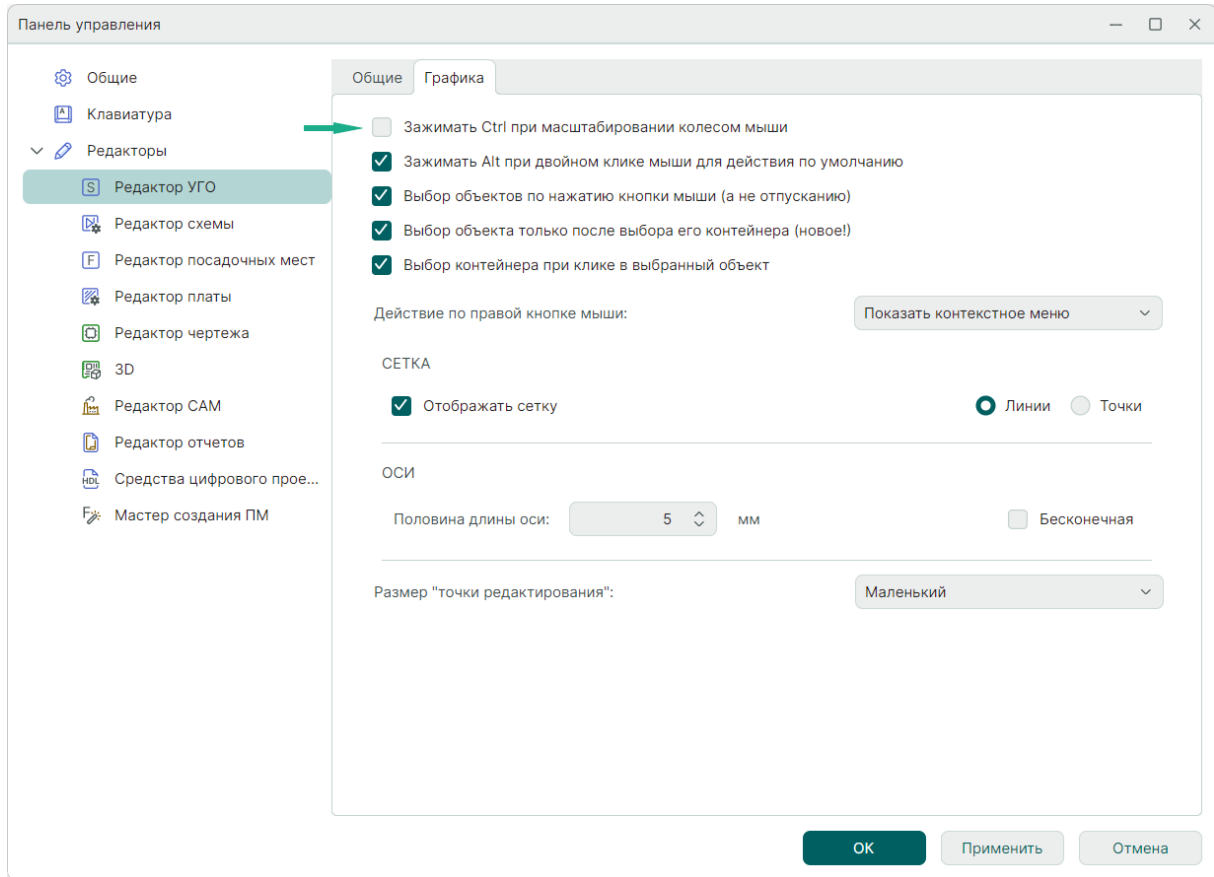 Панель управления
Общие
Клавиатура
Редакторы
S Редактор УГО
Редактор схемы
F Редактор посадочных мест
Редактор платы
Редактор чертежа
3D
Редактор CAM
Редактор отчетов
HDL Средства цифрового прое...
Мастер создания ПМ
Общие Графика
Зажимать Ctrl при масштабировании колесом мыши
Зажимать Alt при двойном клике мыши для действия по умолчанию
Выбор объектов по нажатию кнопки мыши (а не отпусканию)
Выбор объекта только после выбора его контейнера (новое!)
Выбор контейнера при клике в выбранный объект
Действие по правой кнопке мыши: Показать контекстное меню
СЕТКА
Отображать сетку Линии Точки
ОСИ
Половина длины оси: 5 мм Бесконечная
Размер "точки редактирования": Маленький
ОК Применить Отмена